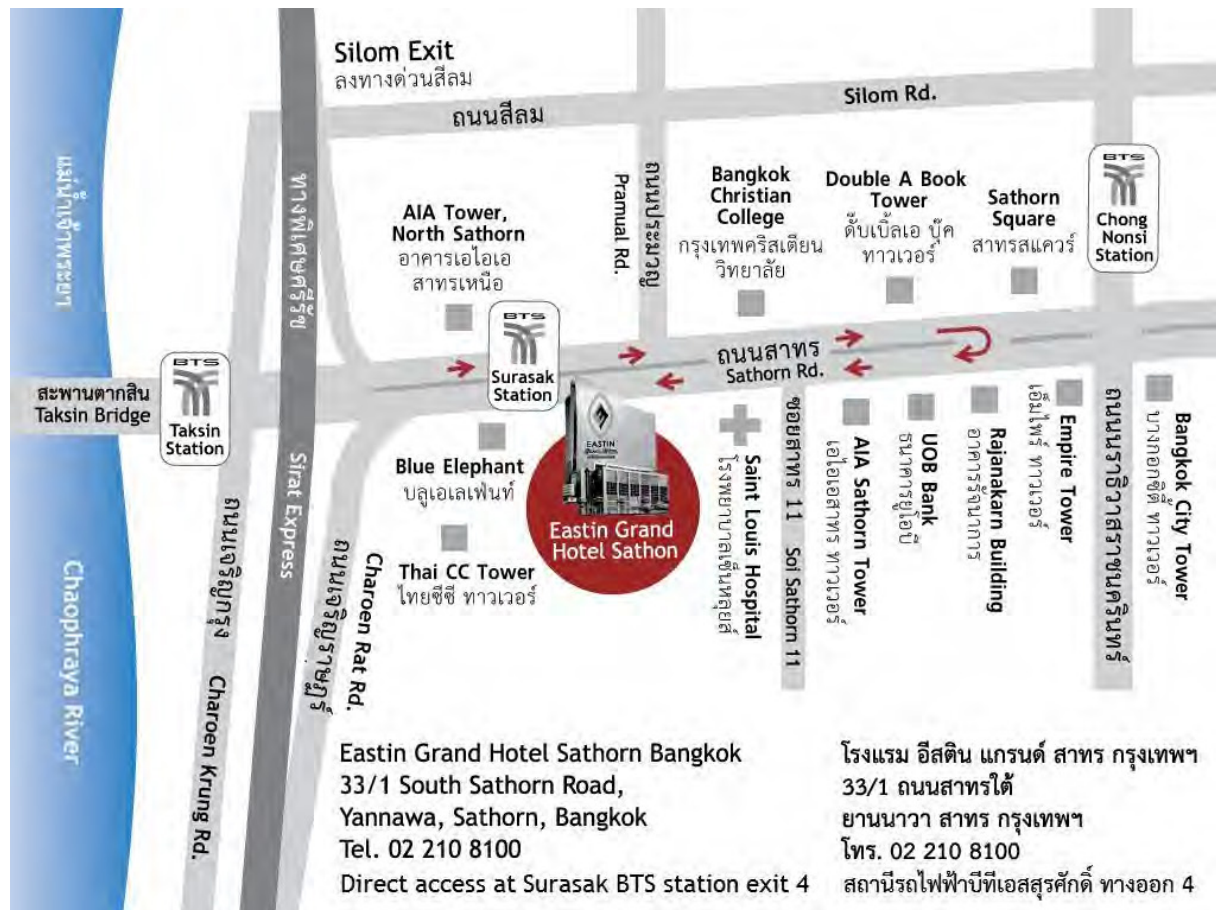 Silom Exit
ลงทางด่วนสีลม
ถนนสีลม
Silom Rd.
แม่น้ำเจ้าพระยา
Chaophraya River
ทางพิเศษศรีรัช
Sirat Express
Pramual Rd.
ถนนประมวญ
AIA Tower,
North Sathorn
อาคารเอไอเอ
สาทรเหนือ
Bangkok
Christian
College
กรุงเทพคริสเตียน
วิทยาลัย
Double A Book
Tower
ดั๊บเบิ้ลเอ บุ๊ค
ทาวเวอร์
Sathorn
Square
สาทรสแควร์
BTS
Chong
Nonsi
Station
BTS
Surasak
Station
ถนนสาทร
Sathorn Rd.
สะพานตากสิน
Taksin Bridge
BTS
Taksin
Station
Blue Elephant
บลูเอเลเฟ่นท์
Thai CC Tower
ไทยซีซี ทาวเวอร์
EASTIN
Eastin Grand
Hotel Sathon
Saint Louis Hospital
โรงพยาบาลเซ็นหลุยส์
ซอยสาทร 11 Soi Sathorn 11
AIA Sathorn Tower
เอไอเอสาทร ทาวเวอร์
UOB Bank
ธนาคารยูโอบี
Rajanakarn Building
อาคารรัจนาการ
Empire Tower
เอ็มไพร์ ทาวเวอร์
ถนนนราธิวาสราชนครินทร์
Bangkok City Tower
บางกอกซิตี้ ทาวเวอร์
ถนนเจริญกรุง
Charoen Krung Rd.
ถนนเจริญราษฎร์
Charoen Rat Rd.
Eastin Grand Hotel Sathorn Bangkok
33/1 South Sathorn Road,
Yannawa, Sathorn, Bangkok
Tel. 02 210 8100
Direct access at Surasak BTS station exit 4
โรงแรม อีสติน แกรนด์ สาทร กรุงเทพฯ
33/1 ถนนสาทรใต้
ยานนาวา สาทร กรุงเทพฯ
โทร. 02 210 8100
สถานีรถไฟฟ้าบีทีเอสสุรศักดิ์ ทางออก 4